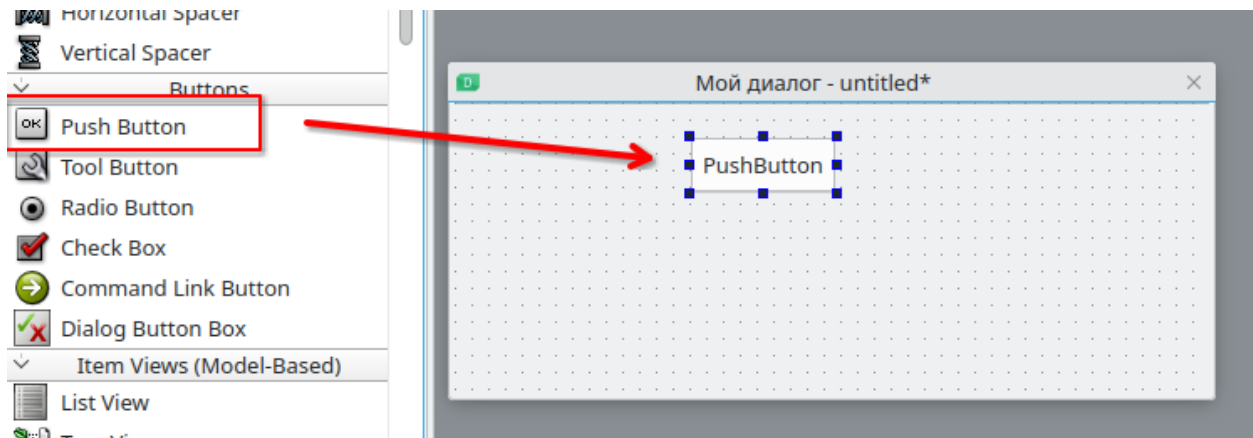 Horizontal Spacer
Vertical Spacer
Buttons
OK Push Button
Tool Button
Radio Button
Check Box
Command Link Button
Dialog Button Box
Item Views (Model-Based)
List View
D Мой диалог - untitled*
PushButton